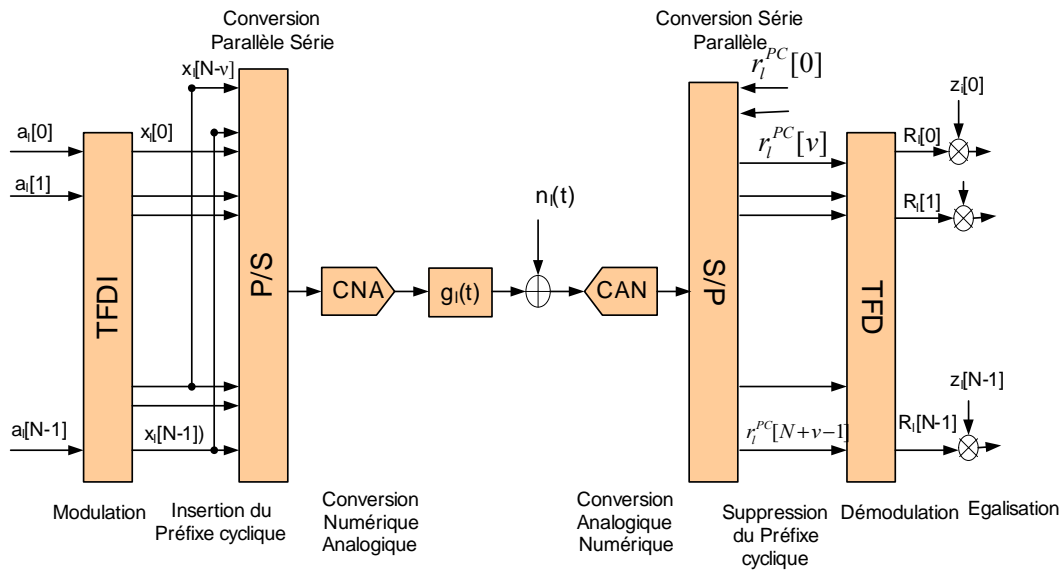 Conversion
Parallèle Série
Conversion Série
Parallèle
x_l[N-ν]
r_l^{PC}[0]
z_i[0]
a_l[0]
x_l[0]
r_l^{PC}[v]
R_l[0]
a_l[1]
n_l(t)
R_l[1]
TFDI
P/S
CNA
g_l(t)
CAN
S/P
TFD
z_l[N-1]
a_l[N-1]
x_l[N-1])
r_l^{PC}[N+v-1]
R_l[N-1]
Modulation
Insertion du
Préfixe cyclique
Conversion
Numérique
Analogique
Conversion
Analogique
Numérique
Suppression
du Préfixe
cyclique
Démodulation
Egalisation